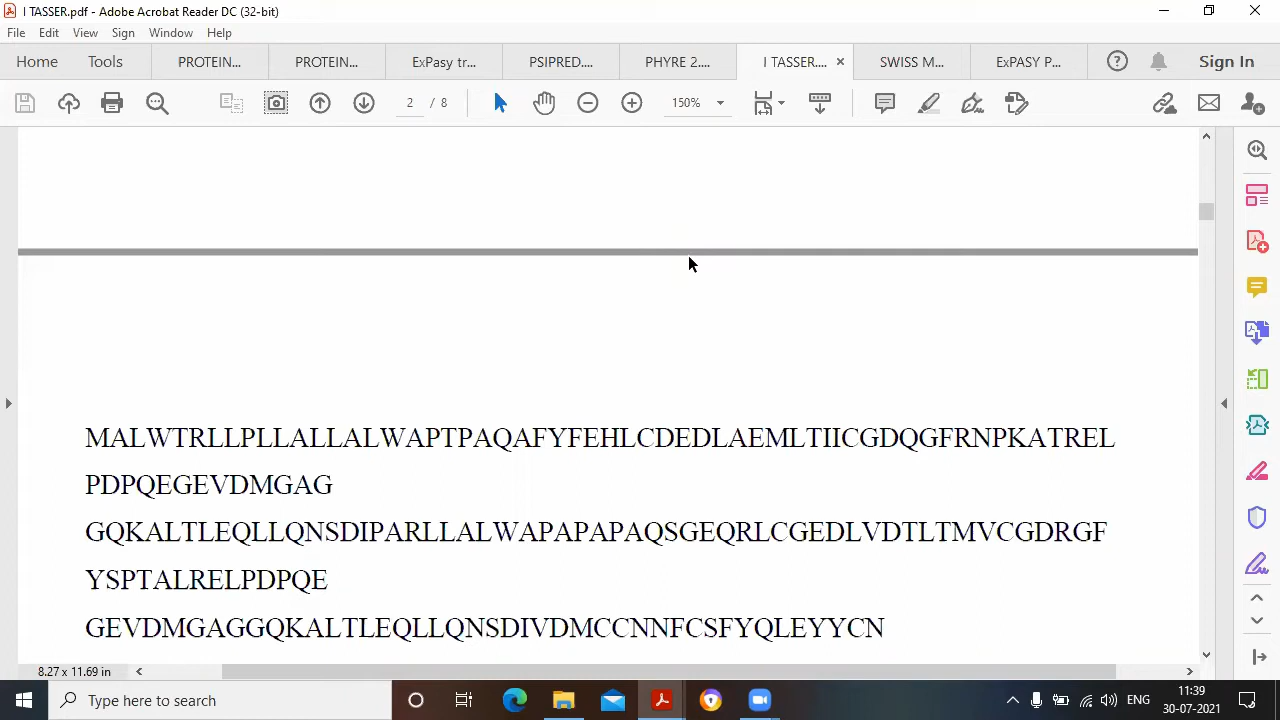 I TASSER.pdf - Adobe Acrobat Reader DC (32-bit)
File Edit View Sign Window Help
Home Tools PROTEIN... PROTEIN... ExPasy tr... PSIPRED.... PHYRE 2.... I TASSER.... SWISS M... ExPASY P... Sign In
2 / 8 150%
MALWTRLLPLLALLALWAPTPAQAFYFEHLCDEDLAEMLTIICGDQGFRNPKATREL
PDPQEGEVDMGAG
GQKALTLEQLLQNSDIPARLLALWAPAPAPAQSGEQRLCGEDLVDTLTMVCGDRGF
YSPTALRELPDPQE
GEVDMGAGGQKALTLEQLLQNSDIVDMCCNNFCSFYQLEYYCN
8.27 x 11.69 in
Type here to search
ENG
11:39
30-07-2021